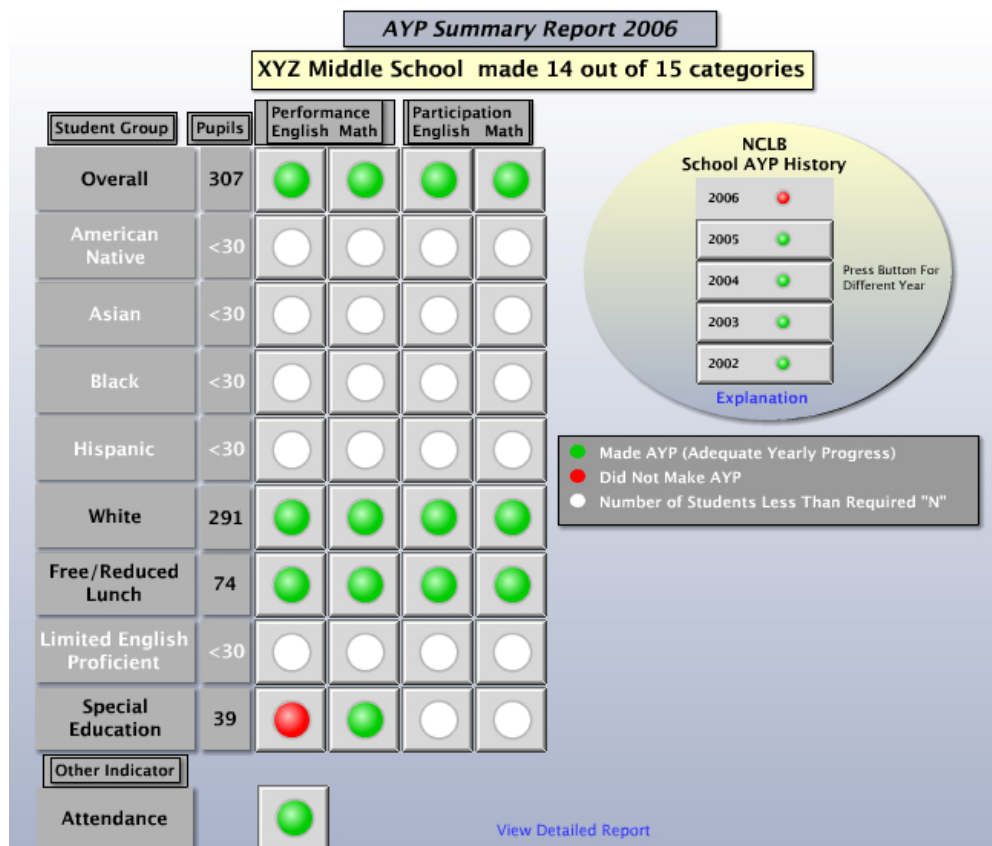 AYP Summary Report 2006
XYZ Middle School made 14 out of 15 categories
Student Group
Pupils
Performance
English Math
Participation
English Math
Overall 307
American
Native
<30
Asian <30
Black <30
Hispanic <30
White 291
Free/Reduced
Lunch
74
Limited English
Proficient
<30
Special
Education
39
Other Indicator
Attendance
NCLB
School AYP History
2006
2005
2004
2003
2002
Press Button For
Different Year
Explanation
Made AYP (Adequate Yearly Progress)
Did Not Make AYP
Number of Students Less Than Required "N"
View Detailed Report